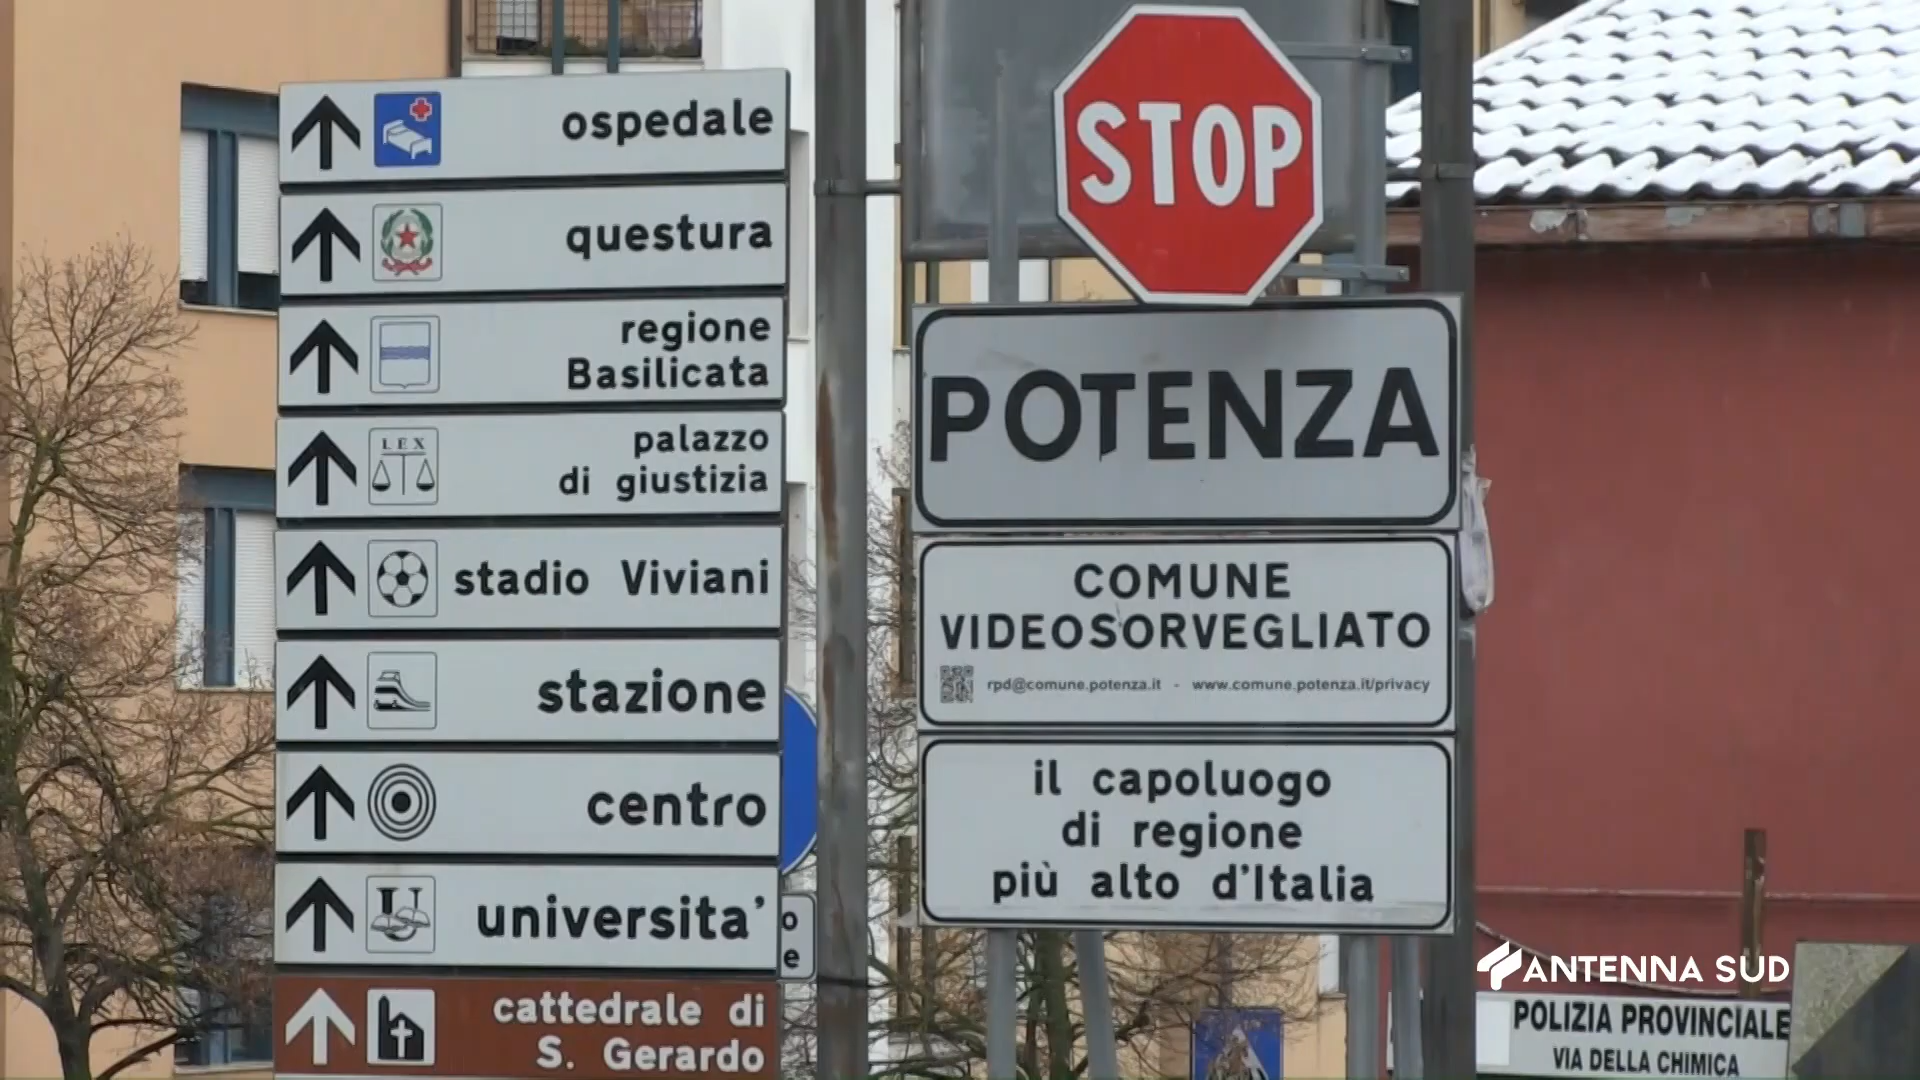 ospedale
questura
regione
Basilicata
LEX
palazzo
di giustizia
stadio Viviani
stazione
centro
universita'
cattedrale di
S. Gerardo
o
e
STOP
POTENZA
COMUNE
VIDEOSORVEGLIATO
rpd@comune.potenza.it - www.comune.potenza.it/privacy
il capoluogo
di regione
più alto d'Italia
ANTENNA SUD
POLIZIA PROVINCIALE
VIA DELLA CHIMICA